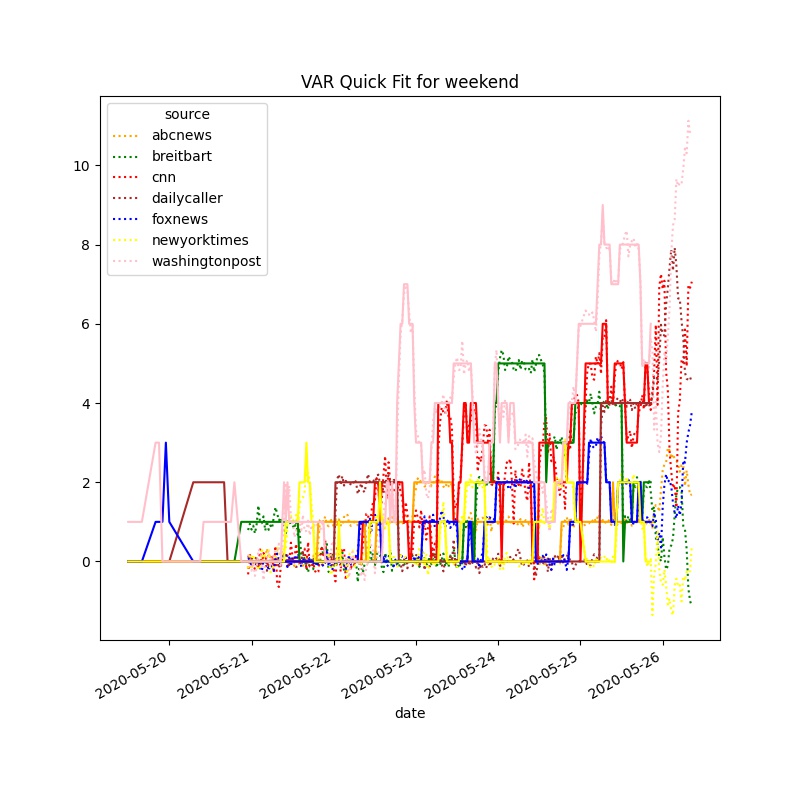 VAR Quick Fit for weekend
source
abcnews
breitbart
cnn
dailycaller
foxnews
newyorktimes
washingtonpost
10
8
6
4
2
0
2020-05-20
2020-05-21
2020-05-22
2020-05-23
2020-05-24
2020-05-25
2020-05-26
date